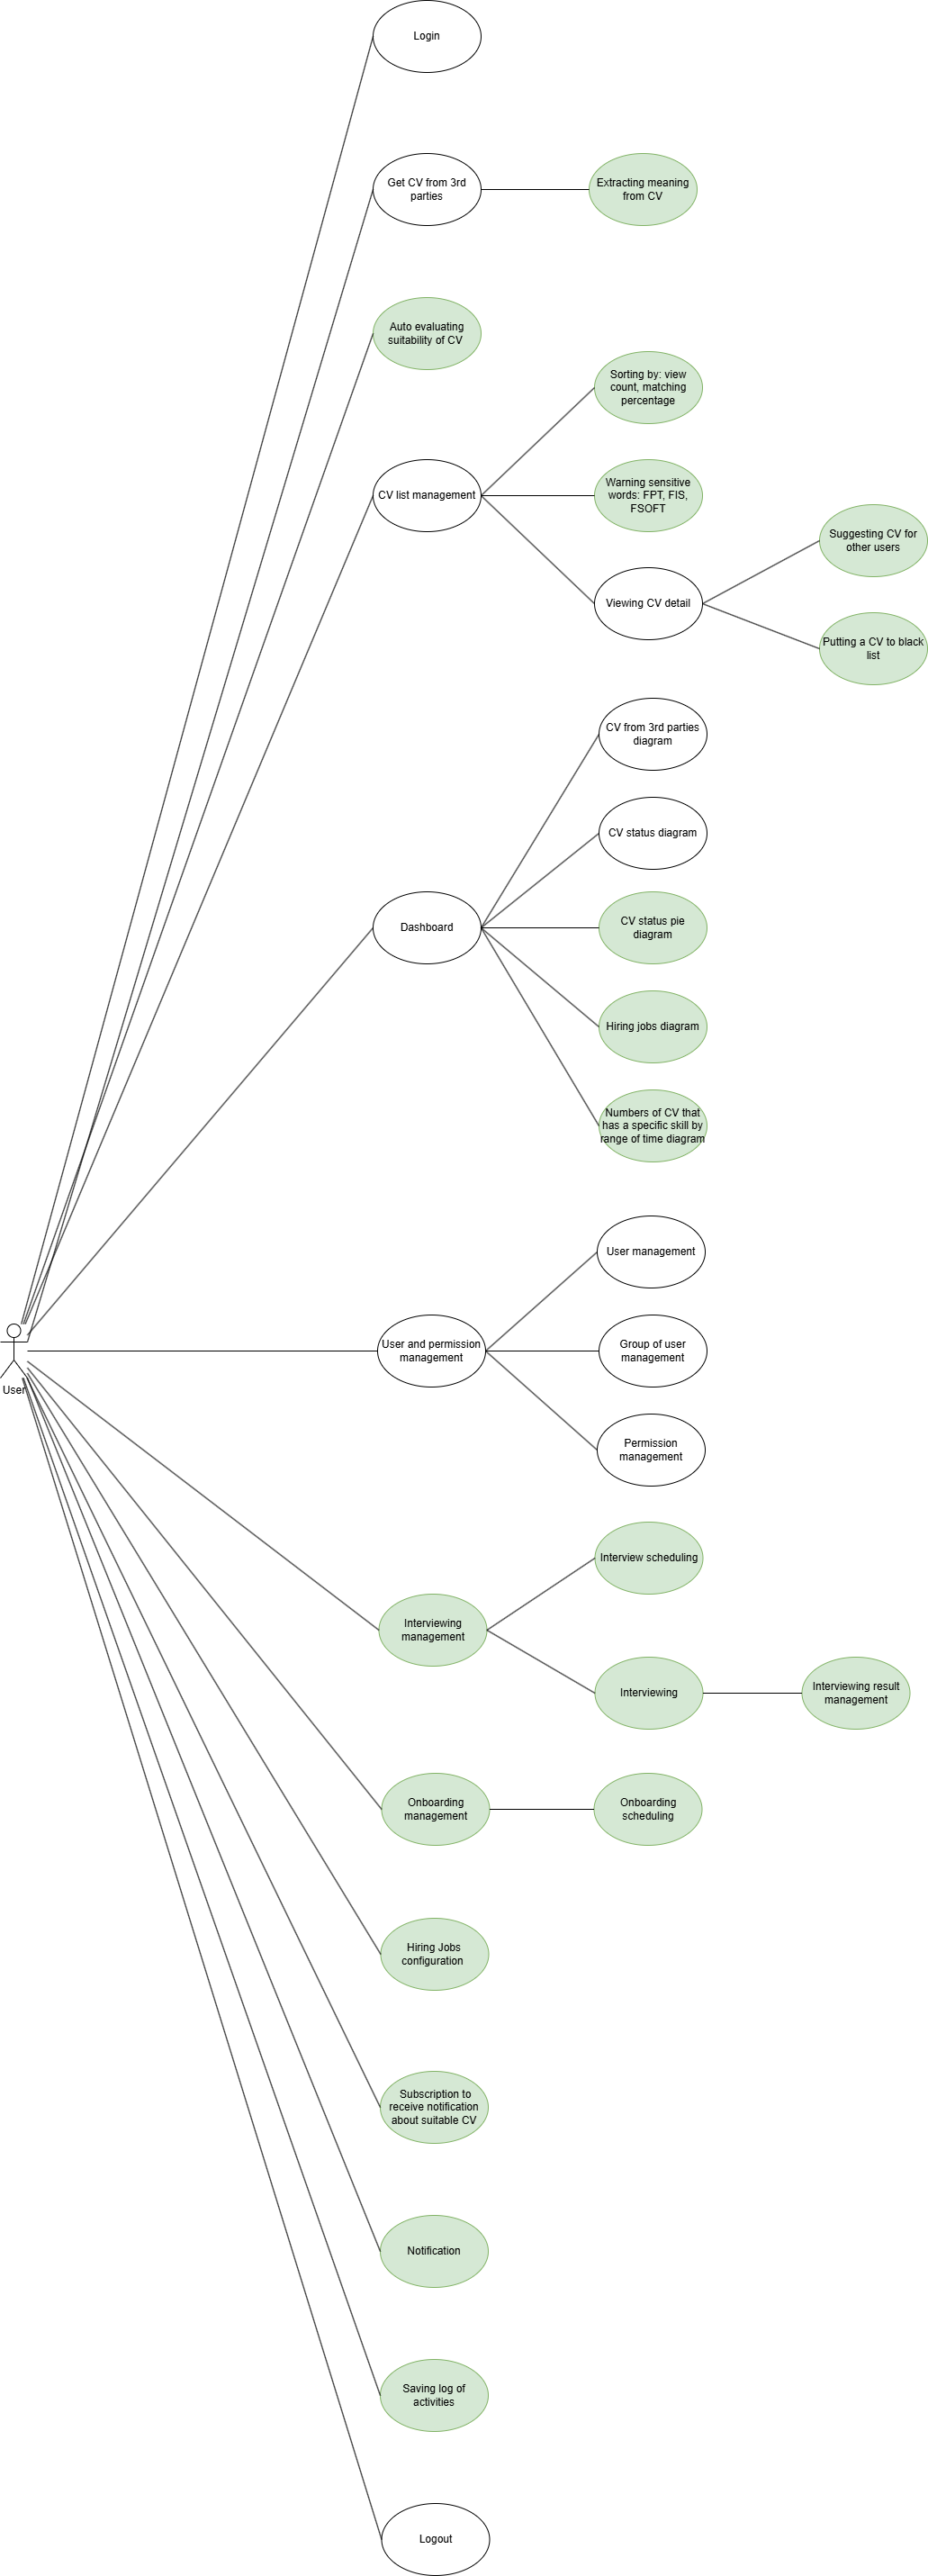 Login
Get CV from 3rd
parties
Extracting meaning
from CV
Auto evaluating
suitability of CV
Sorting by: view
count, matching
percentage
CV list management
Warning sensitive
words: FPT, FIS,
FSOFT
Suggesting CV for
other users
Viewing CV detail
Putting a CV to black
list
CV from 3rd parties
diagram
CV status diagram
Dashboard
CV status pie
diagram
Hiring jobs diagram
Numbers of CV that
has a specific skill by
range of time diagram
User management
User and permission
management
Group of user
management
User
Permission
management
Interview scheduling
Interviewing
management
Interviewing
Interviewing result
management
Onboarding
management
Onboarding
scheduling
Hiring Jobs
configuration
Subscription to
receive notification
about suitable CV
Notification
Saving log of
activities
Logout